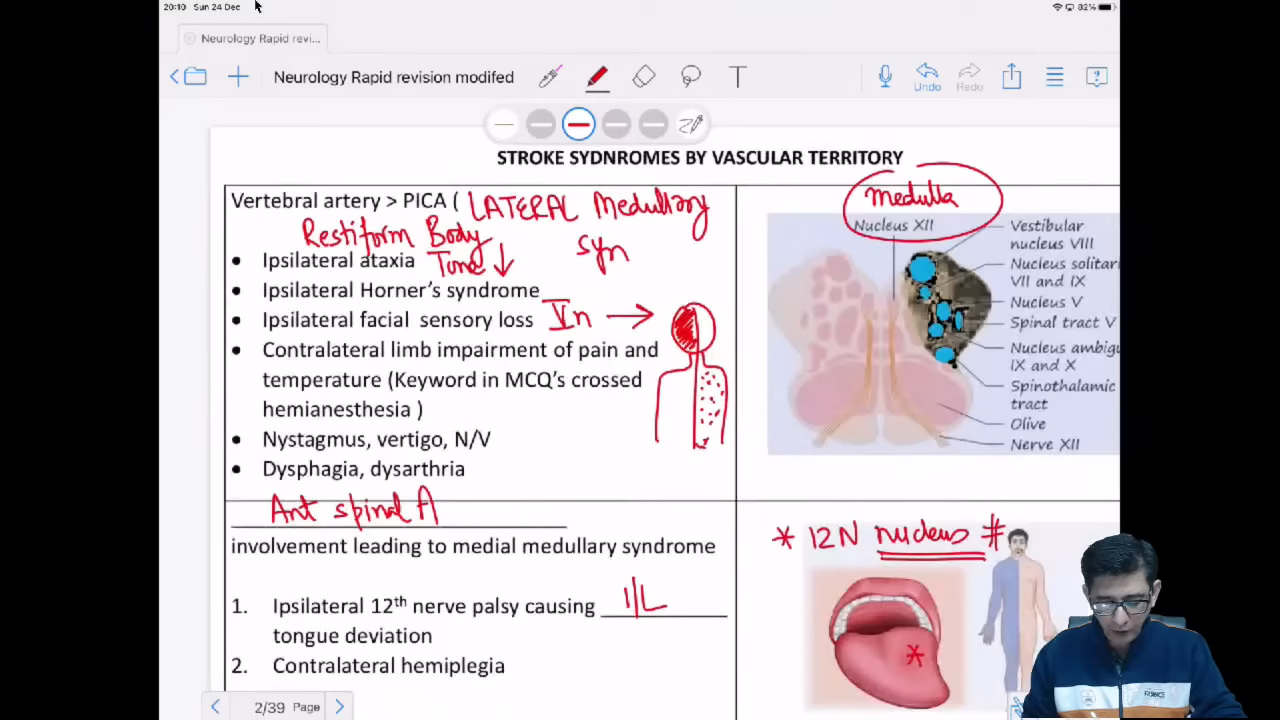 20:10 Sun 24 Dec
82%
Neurology Rapid revi...
Neurology Rapid revision modifed
T
Undo
Redo
STROKE SYDNROMES BY VASCULAR TERRITORY
Vertebral artery > PICA ( LATERAL Medullary
Restiform Body syn
• Ipsilateral ataxia Tone ↓
• Ipsilateral Horner's syndrome
• Ipsilateral facial sensory loss Vn →
• Contralateral limb impairment of pain and
temperature (Keyword in MCQ's crossed
hemianesthesia )
• Nystagmus, vertigo, N/V
• Dysphagia, dysarthria
medulla
Nucleus XII
Vestibular
nucleus VIII
Nucleus solitari
VII and IX
Nucleus V
Spinal tract V
Nucleus ambigu
IX and X
Spinothalamic
tract
Olive
Nerve XII
Ant spinal A
involvement leading to medial medullary syndrome
1. Ipsilateral 12th nerve palsy causing I/L
tongue deviation
2. Contralateral hemiplegia
* 12N nucleus #
*
2/39 Page